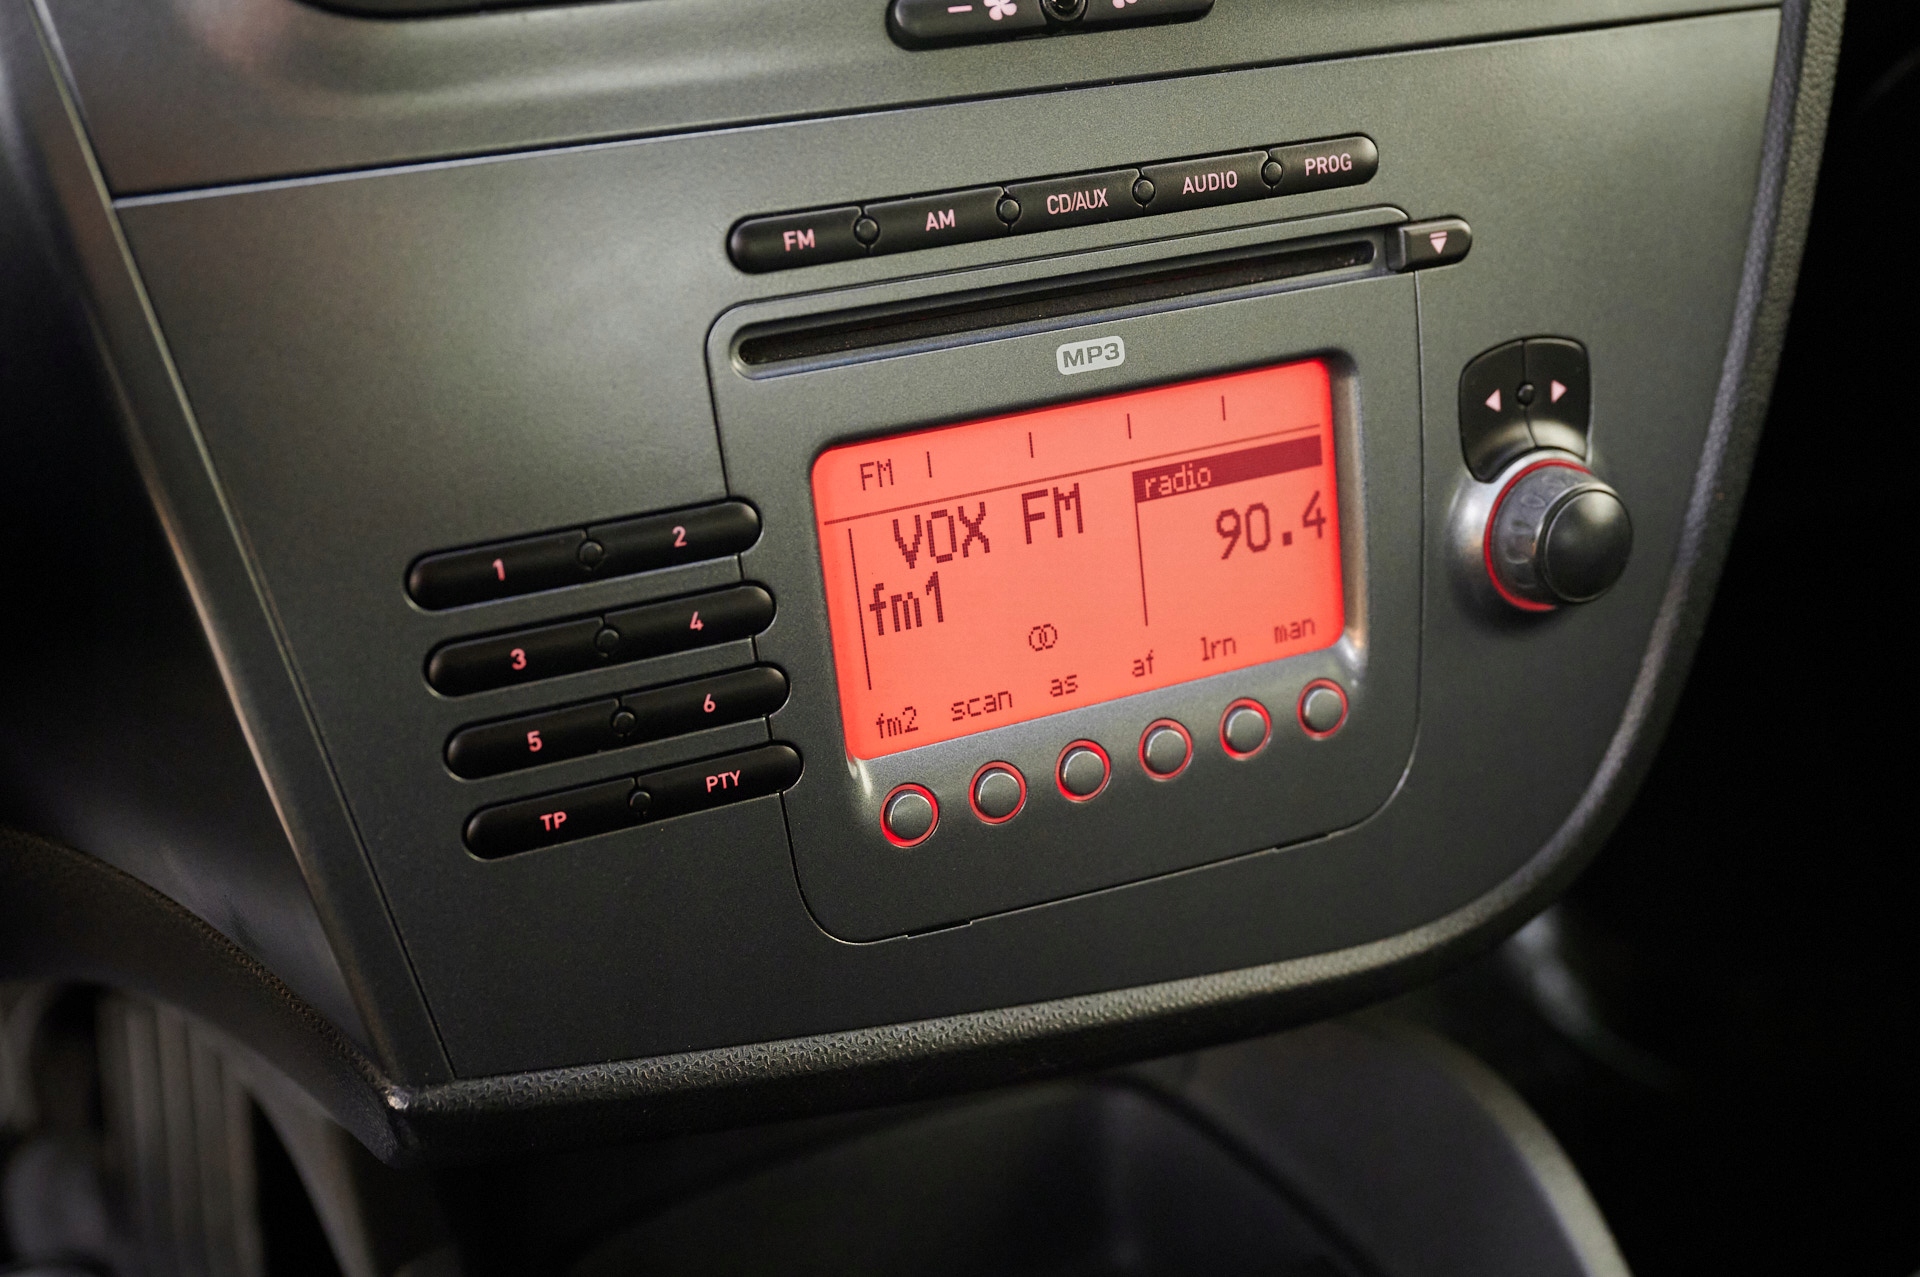 FM AM CD/AUX AUDIO PROG
MP3
FM
radio
VOX FM 90.4
fm1
fm2 scan as af lrn man
1 2
3 4
5 6
TP PTY